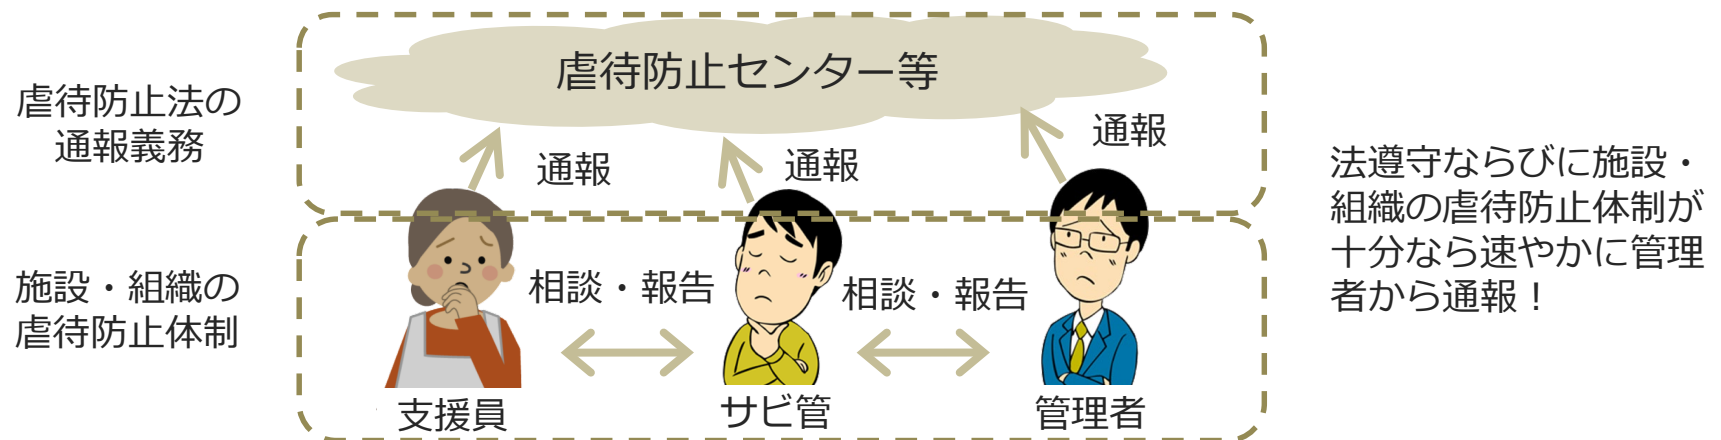 虐待防止センター等
虐待防止法の
通報義務
通報
通報
通報
施設・組織の
虐待防止体制
相談・報告
相談・報告
支援員
サビ管
管理者
法遵守ならびに施設・
組織の虐待防止体制が
十分なら速やかに管理
者から通報！